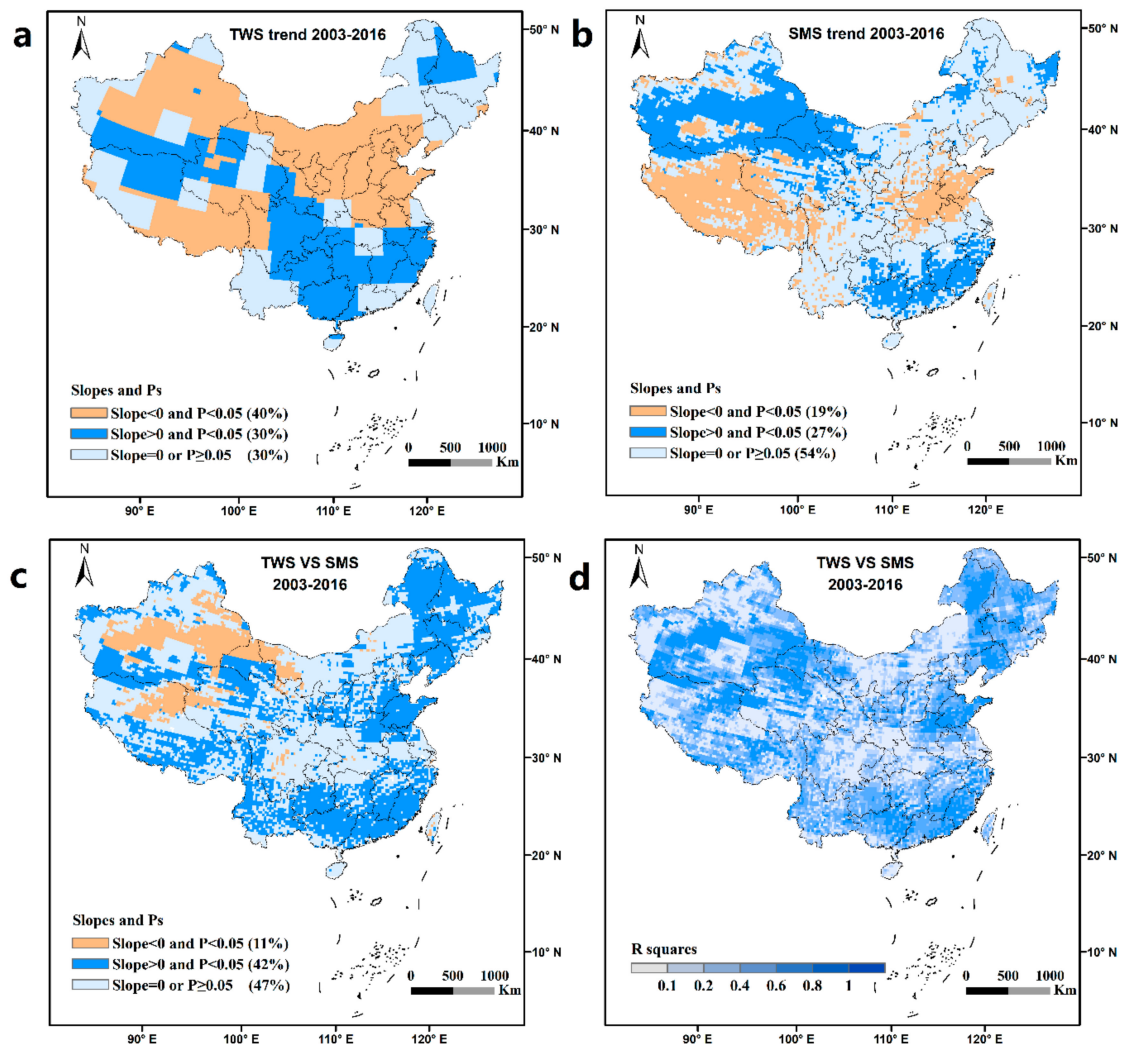 a
N
TWS trend 2003-2016
50° N
40° N
30° N
20° N
10° N
Slopes and Ps
Slope<0 and P<0.05 (40%)
Slope>0 and P<0.05 (30%)
Slope=0 or P≥0.05 (30%)
0 500 1000
Km
90° E 100° E 110° E 120° E
b
N
SMS trend 2003-2016
50° N
40° N
30° N
20° N
10° N
Slopes and Ps
Slope<0 and P<0.05 (19%)
Slope>0 and P<0.05 (27%)
Slope=0 or P≥0.05 (54%)
0 500 1000
Km
90° E 100° E 110° E 120° E
c
N
TWS VS SMS
2003-2016
50° N
40° N
30° N
20° N
10° N
Slopes and Ps
Slope<0 and P<0.05 (11%)
Slope>0 and P<0.05 (42%)
Slope=0 or P≥0.05 (47%)
0 500 1000
Km
90° E 100° E 110° E 120° E
d
N
TWS VS SMS
2003-2016
50° N
40° N
30° N
20° N
10° N
R squares
0.1 0.2 0.4 0.6 0.8 1
0 500 1000
Km
90° E 100° E 110° E 120° E